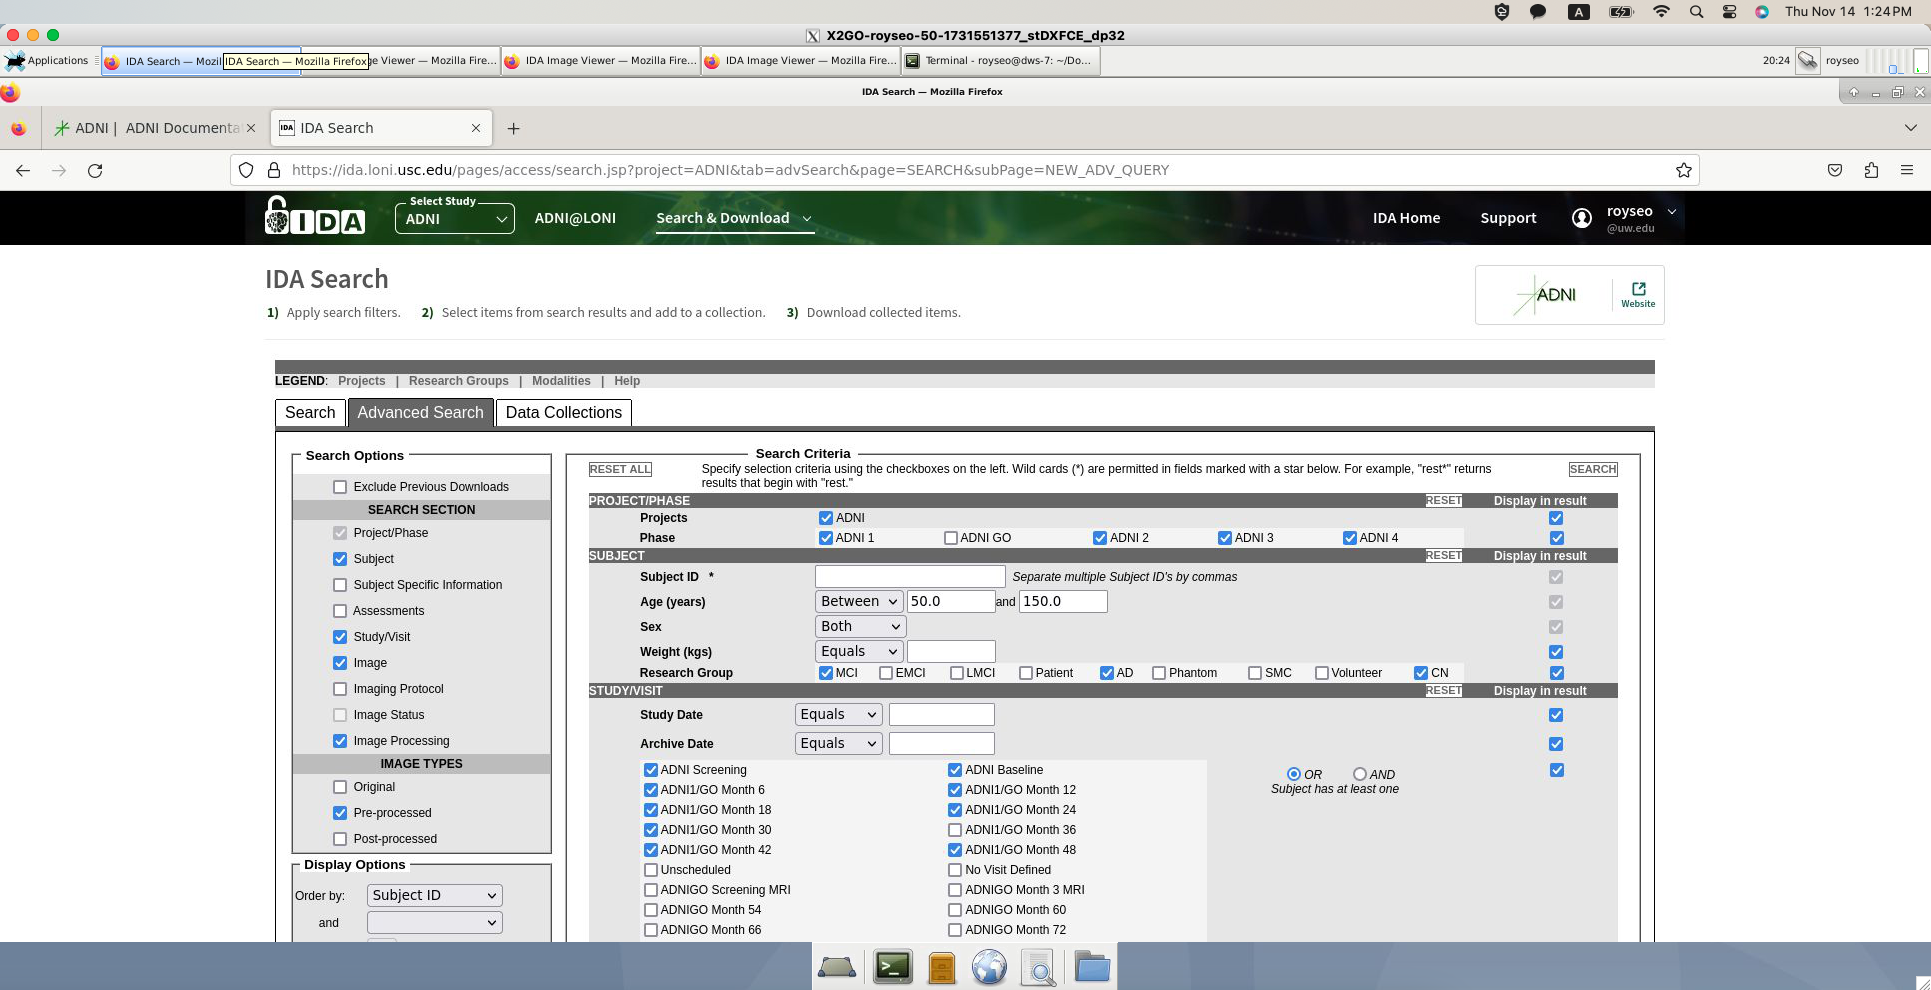 A
Thu Nov 14 1:24 PM
X2GO-royseo-50-1731551377_stDXFCE_dp32
Applications
IDA Search — Mozil
IDA Search — Mozilla Firefox
ge Viewer — Mozilla Fire...
IDA Image Viewer — Mozilla Fire...
IDA Image Viewer — Mozilla Fire...
Terminal - royseo@dws-7: ~/Do...
20:24
royseo
IDA Search — Mozilla Firefox
ADNI | ADNI Documenta
IDA IDA Search
https://ida.loni.usc.edu/pages/access/search.jsp?project=ADNI&tab=advSearch&page=SEARCH&subPage=NEW_ADV_QUERY
IDA
Select Study
ADNI
ADNI@LONI
Search & Download
IDA Home
Support
royseo
@uw.edu
IDA Search
1) Apply search filters. 2) Select items from search results and add to a collection. 3) Download collected items.
ADNI
Website
LEGEND: Projects | Research Groups | Modalities | Help
Search
Advanced Search
Data Collections
Search Options
Exclude Previous Downloads
SEARCH SECTION
Project/Phase
Subject
Subject Specific Information
Assessments
Study/Visit
Image
Imaging Protocol
Image Status
Image Processing
IMAGE TYPES
Original
Pre-processed
Post-processed
Display Options
Order by: Subject ID
and
Search Criteria
RESET ALL
Specify selection criteria using the checkboxes on the left. Wild cards (*) are permitted in fields marked with a star below. For example, "rest*" returns
results that begin with "rest."
SEARCH
PROJECT/PHASE RESET Display in result
Projects ADNI
Phase ADNI 1 ADNI GO ADNI 2 ADNI 3 ADNI 4
SUBJECT RESET Display in result
Subject ID * Separate multiple Subject ID's by commas
Age (years) Between 50.0 and 150.0
Sex Both
Weight (kgs) Equals
Research Group MCI EMCI LMCI Patient AD Phantom SMC Volunteer CN
STUDY/VISIT RESET Display in result
Study Date Equals
Archive Date Equals
ADNI Screening ADNI Baseline
OR AND
Subject has at least one
ADNI1/GO Month 6 ADNI1/GO Month 12
ADNI1/GO Month 18 ADNI1/GO Month 24
ADNI1/GO Month 30 ADNI1/GO Month 36
ADNI1/GO Month 42 ADNI1/GO Month 48
Unscheduled No Visit Defined
ADNIGO Screening MRI ADNIGO Month 3 MRI
ADNIGO Month 54 ADNIGO Month 60
ADNIGO Month 66 ADNIGO Month 72